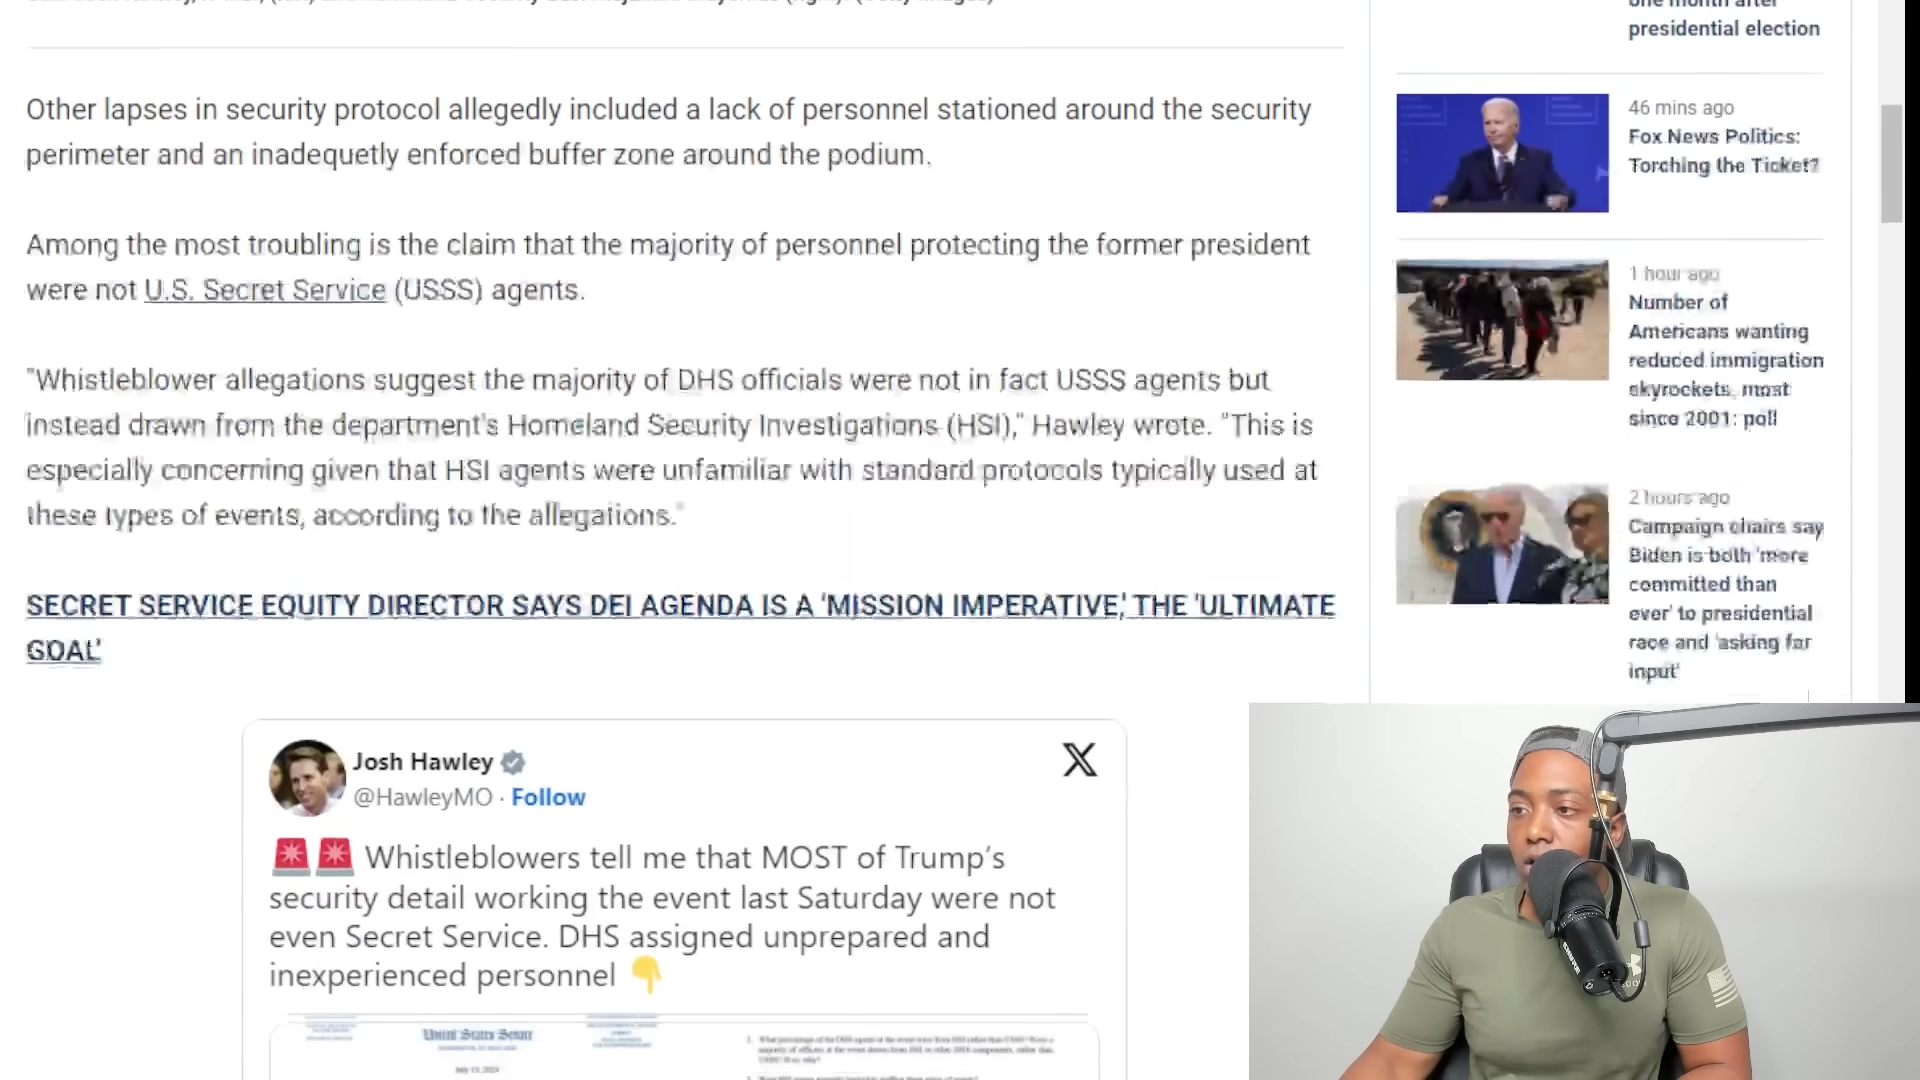 one month after
presidential election
Other lapses in security protocol allegedly included a lack of personnel stationed around the security
perimeter and an inadequetly enforced buffer zone around the podium.
Among the most troubling is the claim that the majority of personnel protecting the former president
were not U.S. Secret Service (USSS) agents.
"Whistleblower allegations suggest the majority of DHS officials were not in fact USSS agents but
instead drawn from the department's Homeland Security Investigations (HSI)," Hawley wrote. "This is
especially concerning given that HSI agents were unfamiliar with standard protocols typically used at
these types of events, according to the allegations."
SECRET SERVICE EQUITY DIRECTOR SAYS DEI AGENDA IS A 'MISSION IMPERATIVE,' THE 'ULTIMATE
GOAL'
46 mins ago
Fox News Politics:
Torching the Ticket?
1 hour ago
Number of
Americans wanting
reduced immigration
skyrockets, most
since 2001: poll
2 hours ago
Campaign chairs say
Biden is both 'more
committed than
ever' to presidential
race and 'asking for
input'
Josh Hawley
@HawleyMO · Follow
X
🚨🚨 Whistleblowers tell me that MOST of Trump's
security detail working the event last Saturday were not
even Secret Service. DHS assigned unprepared and
inexperienced personnel 👇
United States Senate